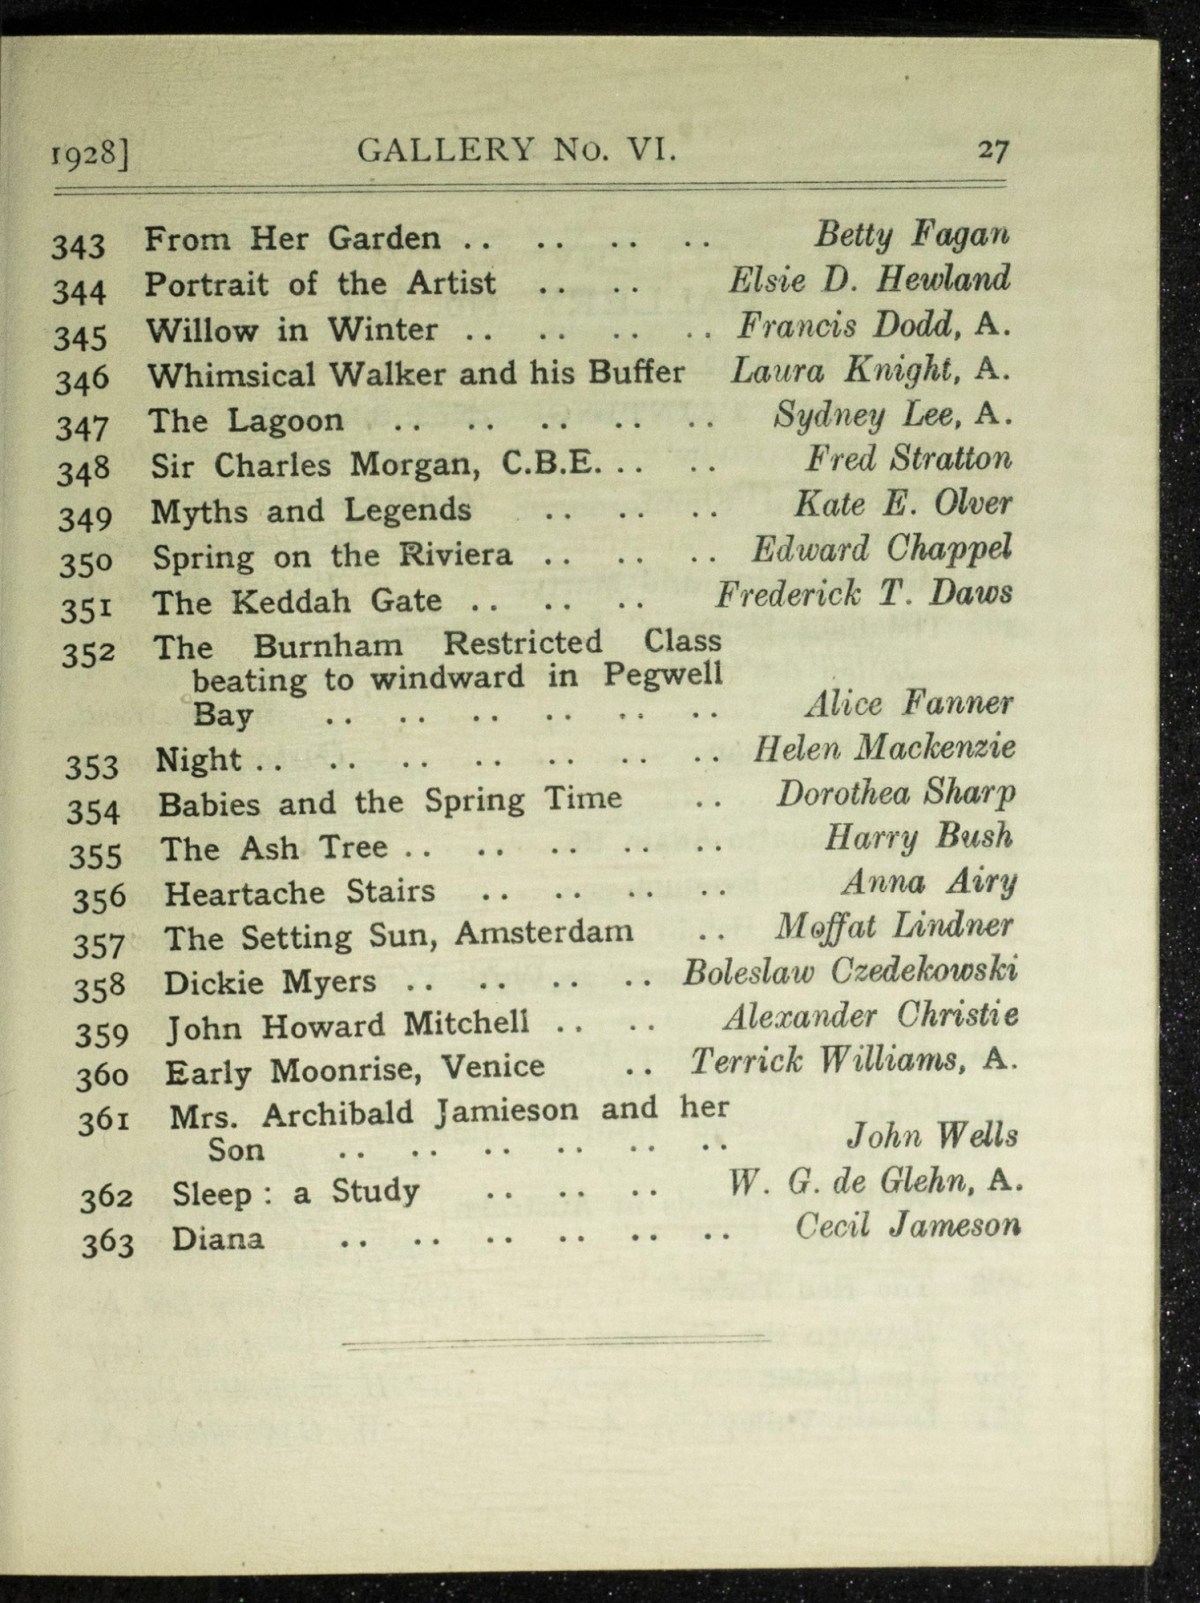 1928] GALLERY No. VI. 27
343 From Her Garden .. .. .. .. Betty Fagan
344 Portrait of the Artist .. .. Elsie D. Hewland
345 Willow in Winter .. .. .. .. Francis Dodd, A.
346 Whimsical Walker and his Buffer Laura Knight, A.
347 The Lagoon .. .. .. .. .. Sydney Lee, A.
348 Sir Charles Morgan, C.B.E. .. .. Fred Stratton
349 Myths and Legends .. .. .. Kate E. Olver
350 Spring on the Riviera .. .. .. Edward Chappel
351 The Keddah Gate .. .. .. Frederick T. Daws
352 The Burnham Restricted Class
beating to windward in Pegwell
Bay .. .. .. .. .. .. Alice Fanner
353 Night .. .. .. .. .. .. .. Helen Mackenzie
354 Babies and the Spring Time .. Dorothea Sharp
355 The Ash Tree .. .. .. .. .. Harry Bush
356 Heartache Stairs .. .. .. .. Anna Airy
357 The Setting Sun, Amsterdam .. Moffat Lindner
358 Dickie Myers .. .. .. .. Boleslaw Czedekowski
359 John Howard Mitchell .. .. Alexander Christie
360 Early Moonrise, Venice .. Terrick Williams, A.
361 Mrs. Archibald Jamieson and her
Son .. .. .. .. .. .. John Wells
362 Sleep : a Study .. .. .. W. G. de Glehn, A.
363 Diana .. .. .. .. .. .. Cecil Jameson